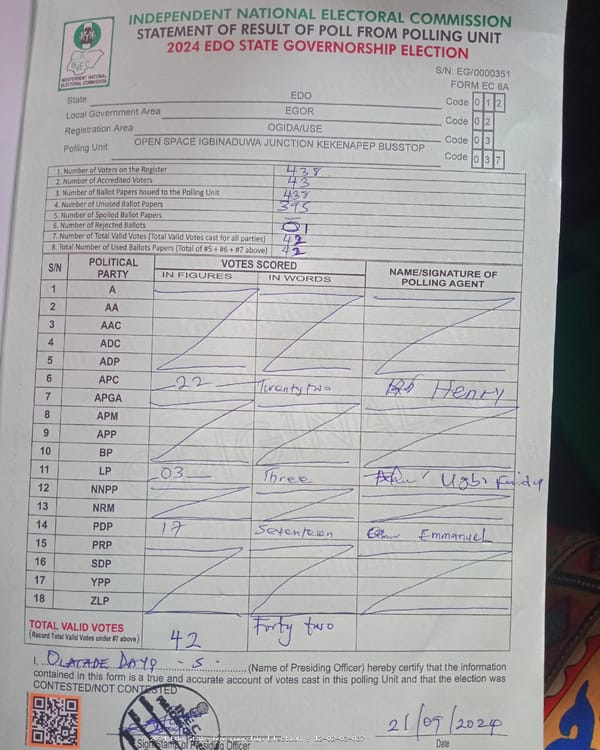 INDEPENDENT NATIONAL ELECTORAL COMMISSION
STATEMENT OF RESULT OF POLL FROM POLLING UNIT
2024 EDO STATE GOVERNORSHIP ELECTION
INEC
INDEPENDENT NATIONAL ELECTORAL COMMISSION
S/N: EG/0000351
FORM EC 8A
State EDO Code 0 1 2
Local Government Area EGOR Code 0 2
Registration Area OGIDA/USE Code 0 3
Polling Unit OPEN SPACE IGBINADUWA JUNCTION KEKENAPEP BUSSTOP Code 0 3 7
1. Number of Voters on the Register 438
2. Number of Accredited Voters 43
3. Number of Ballot Papers Issued to the Polling Unit 438
4. Number of Unused Ballot Papers 395
5. Number of Spoiled Ballot Papers —
6. Number of Rejected Ballots 01
7. Number of Total Valid Votes (Total Valid Votes cast for all parties) 42
8. Total Number of Used Ballots Papers (Total of #5 + #6 + #7 above) 42
S/N POLITICAL PARTY VOTES SCORED NAME/SIGNATURE OF POLLING AGENT
IN FIGURES IN WORDS
1 A
2 AA
3 AAC
4 ADC
5 ADP
6 APC 22 Twenty two Henry
7 APGA
8 APM
9 APP
10 BP
11 LP 03 Three Ugbo
12 NNPP
13 NRM
14 PDP 17 Seventeen Emmanuel
15 PRP
16 SDP
17 YPP
18 ZLP
TOTAL VALID VOTES 42 Forty two
(Record Total Valid Votes under #7 above)
I, OLACADE DAYO - S - (Name of Presiding Officer) hereby certify that the information
contained in this form is a true and accurate account of votes cast in this polling Unit and that the election was
CONTESTED/NOT CONTESTED
21/09/2024
Sign/Stamp of Presiding Officer Date
Edo State Governorship Election - 12-02-03-037